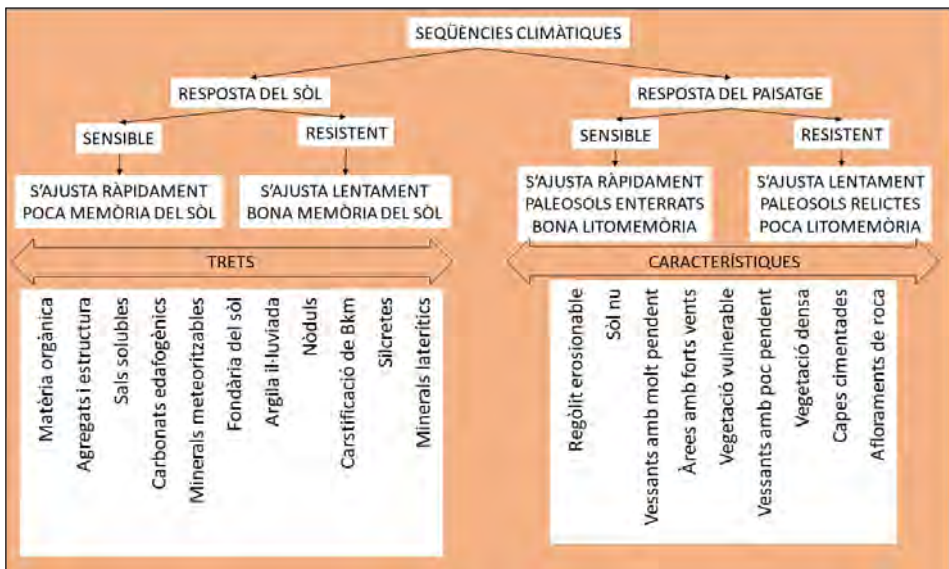 SEQÜÈNCIES CLIMÀTIQUES
RESPOSTA DEL SÒL
RESPOSTA DEL PAISATGE
SENSIBLE
RESISTENT
SENSIBLE
RESISTENT
S'AJUSTA RÀPIDAMENT
POCA MEMÒRIA DEL SÒL
S'AJUSTA LENTAMENT
BONA MEMÒRIA DEL SÒL
S'AJUSTA RÀPIDAMENT
PALEOSOLS ENTERRATS
BONA LITOMEMÒRIA
S'AJUSTA LENTAMENT
PALEOSOLS RELICTES
POCA LITOMEMÒRIA
TRETS
CARACTERÍSTIQUES
Matèria orgànica
Agregats i estructura
Sals solubles
Carbonats edafogènics
Minerals meteoritzables
Fondària del sòl
Argila il·luviada
Nòduls
Carstificació de Bkm
Silcretes
Minerals laterítics
Regòlit erosionable
Sòl nu
Vessants amb molt pendent
Àrees amb forts vents
Vegetació vulnerable
Vessants amb poc pendent
Vegetació densa
Capes cimentades
Afloraments de roca